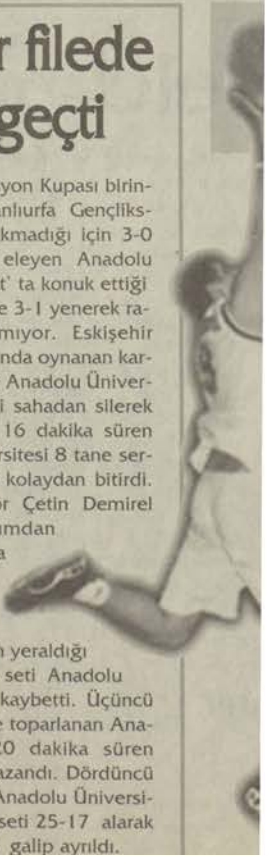 r filede
geçti
yon Kupası birin-
anlıurfa Gençliks-
kmadığı için 3-0
eleyen Anadolu
t' ta konuk ettiği
e 3-1 yenerek ra-
mıyor. Eskişehir
nda oynanan kar-
Anadolu Üniver-
i sahadan silerek
16 dakika süren
rsitesi 8 tane ser-
kolaydan bitirdi.
or Çetin Demirel
umdan
a
n yeraldığı
seti Anadolu
kaybetti. Üçüncü
e toparlanan Ana-
20 dakika süren
azandı. Dördüncü
Anadolu Üniversi-
seti 25-17 alarak
galip ayrıldı.